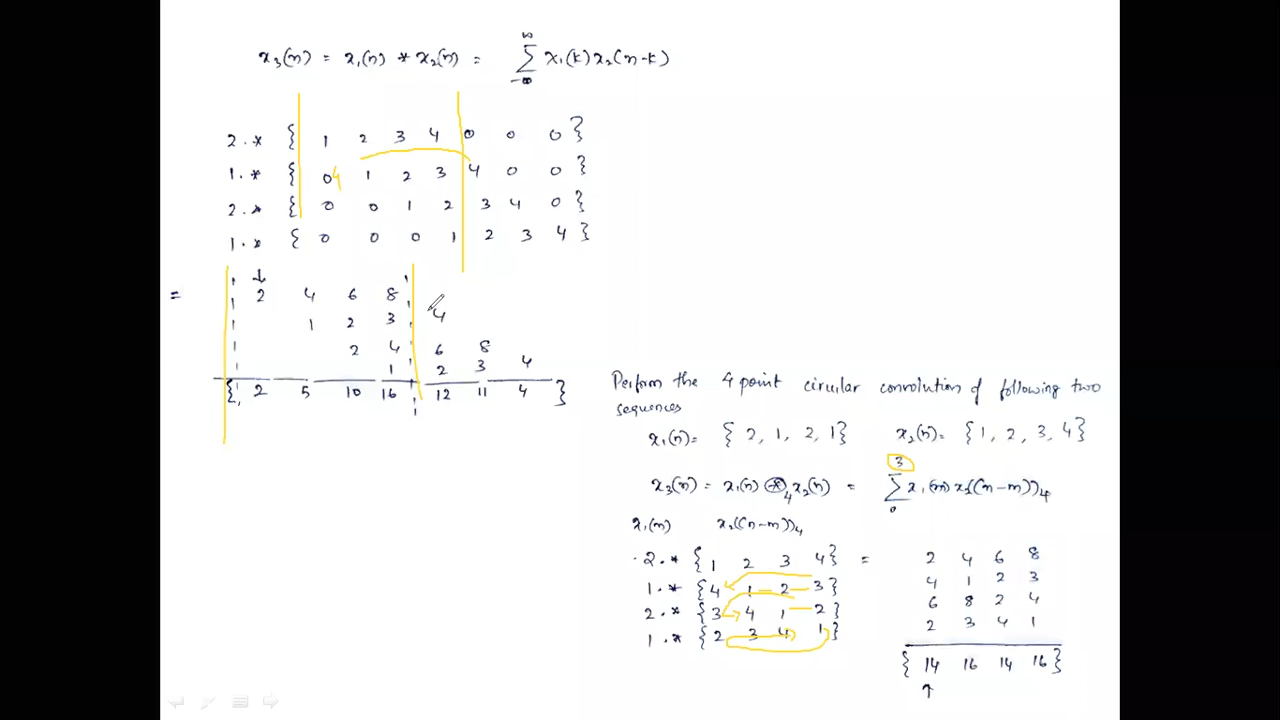 x₃(n) = x₁(n) * x₂(n) = ∞ Σ -∞ x₁(k) x₂(n-k)
2.* { 1 2 3 4 0 0 0 }
1.* { 0 4 1 2 3 4 0 0 }
2.* { 0 0 1 2 3 4 0 }
1.* { 0 0 0 1 2 3 4 }
↓
= 2 4 6 8
1 2 3 4
2 4 6 8
1 2 3 4
{ 2 5 10 16 12 11 4 }
Perform the 4 point circular convolution of following two
sequences
x₁(n) = { 2, 1, 2, 1 } x₂(n) = { 1, 2, 3, 4 }
x₃(n) = x₁(n) ⊛₄ x₂(n) = 3 Σ 0 x₁(m) x₂((n-m))₄
x₁(m) x₂((n-m))₄
.2.* { 1 2 3 4 } = 2 4 6 8
1.* { 4 1 2 3 } 4 1 2 3
2.* { 3 4 1 2 } 6 8 2 4
1.* { 2 3 4 1 } 2 3 4 1
{ 14 16 14 16 }
↑